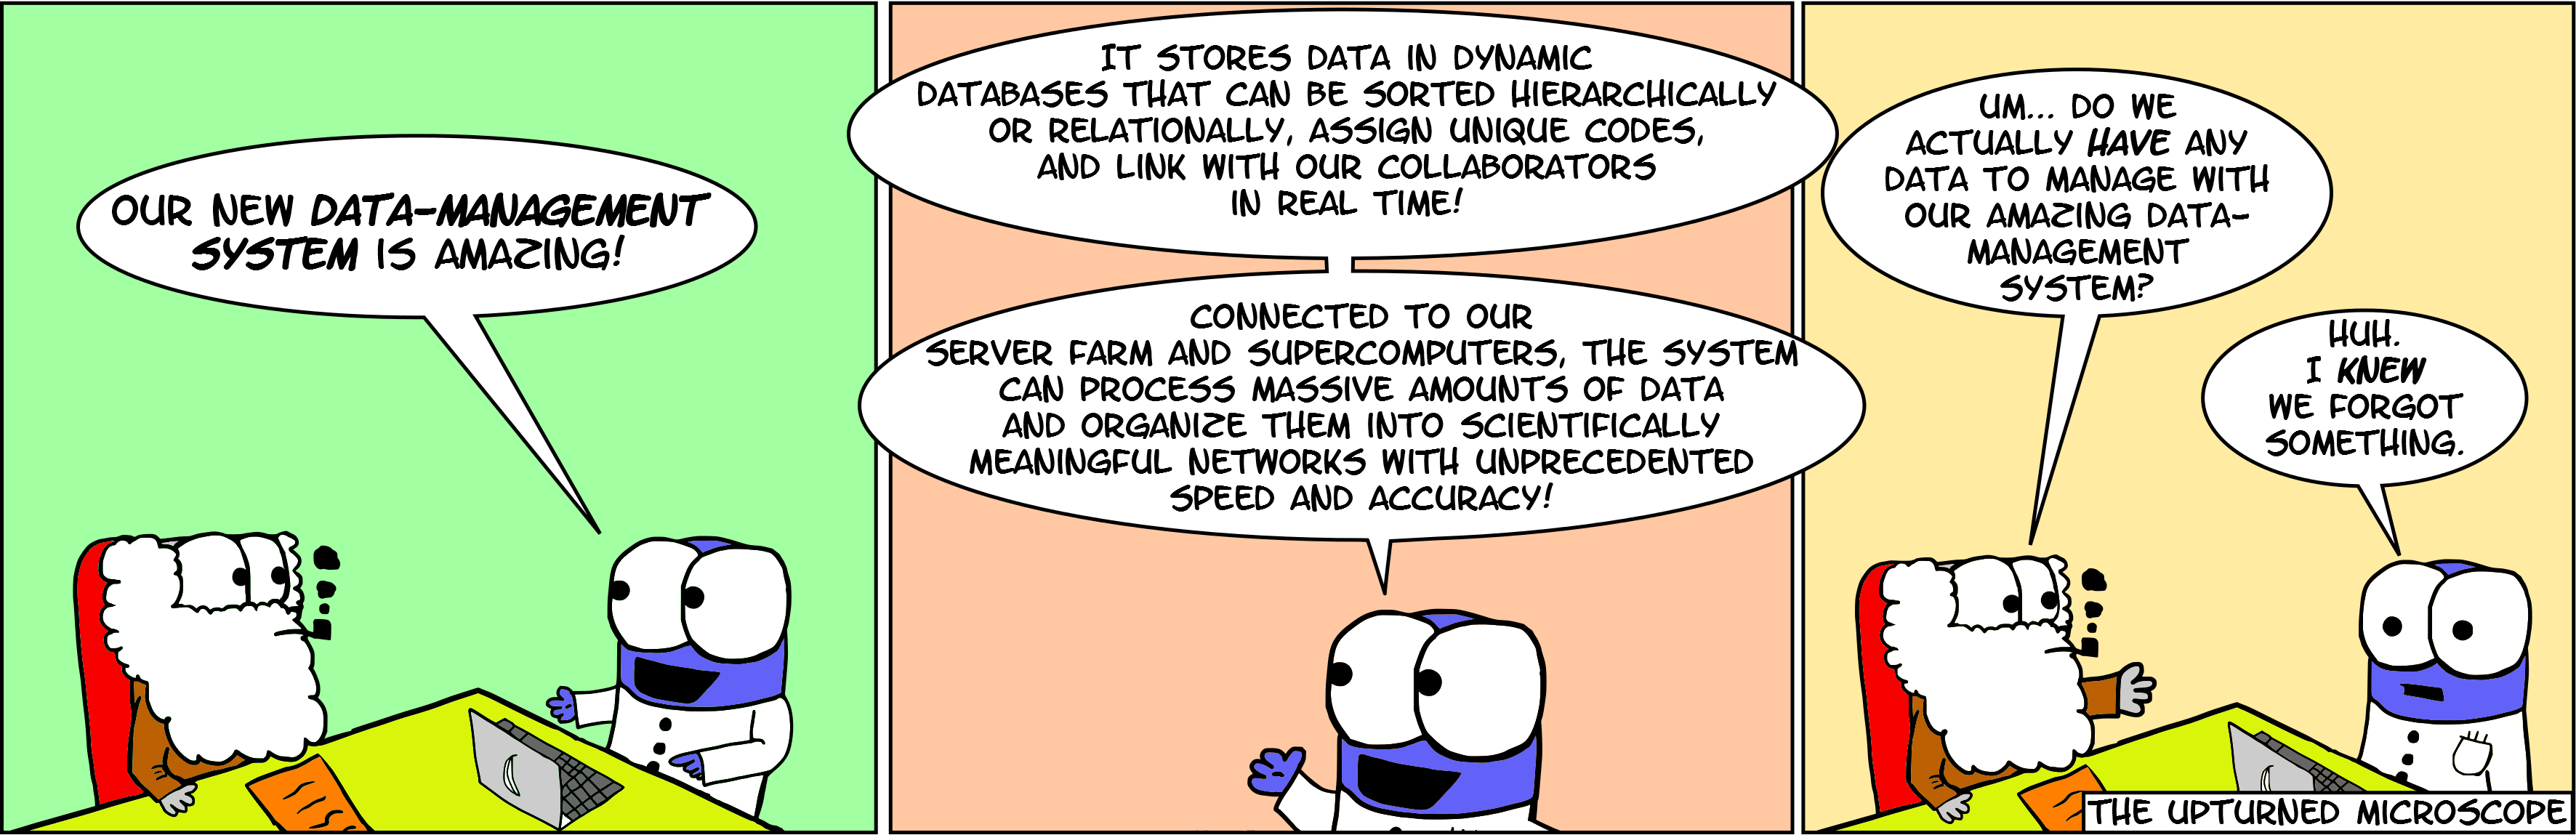 OUR NEW DATA-MANAGEMENT
SYSTEM IS AMAZING!
IT STORES DATA IN DYNAMIC
DATABASES THAT CAN BE SORTED HIERARCHICALLY
OR RELATIONALLY, ASSIGN UNIQUE CODES,
AND LINK WITH OUR COLLABORATORS
IN REAL TIME!
CONNECTED TO OUR
SERVER FARM AND SUPERCOMPUTERS, THE SYSTEM
CAN PROCESS MASSIVE AMOUNTS OF DATA
AND ORGANIZE THEM INTO SCIENTIFICALLY
MEANINGFUL NETWORKS WITH UNPRECEDENTED
SPEED AND ACCURACY!
UM... DO WE
ACTUALLY HAVE ANY
DATA TO MANAGE WITH
OUR AMAZING DATA-
MANAGEMENT
SYSTEM?
HUH.
I KNEW
WE FORGOT
SOMETHING.
THE UPTURNED MICROSCOPE